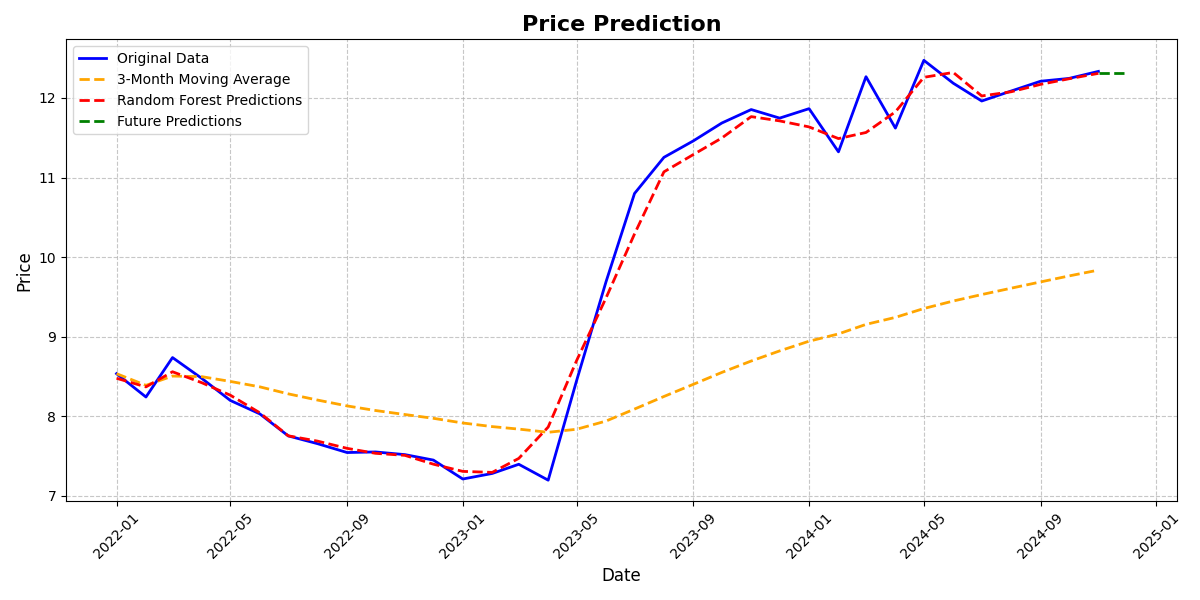 Price Prediction
Original Data
3-Month Moving Average
Random Forest Predictions
Future Predictions
Price
12
11
10
9
8
7
2022-01
2022-05
2022-09
2023-01
2023-05
2023-09
2024-01
2024-05
2024-09
2025-01
Date